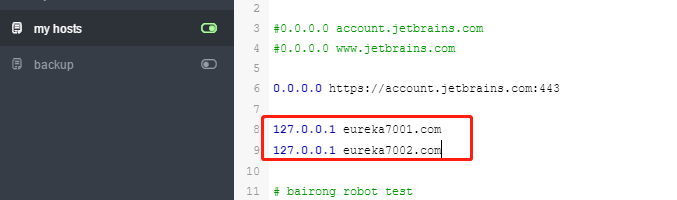 my hosts
backup
2
3 #0.0.0.0 account.jetbrains.com
4 #0.0.0.0 www.jetbrains.com
5
6 0.0.0.0 https://account.jetbrains.com:443
7
8 127.0.0.1 eureka7001.com
9 127.0.0.1 eureka7002.com
10
11 # bairong robot test